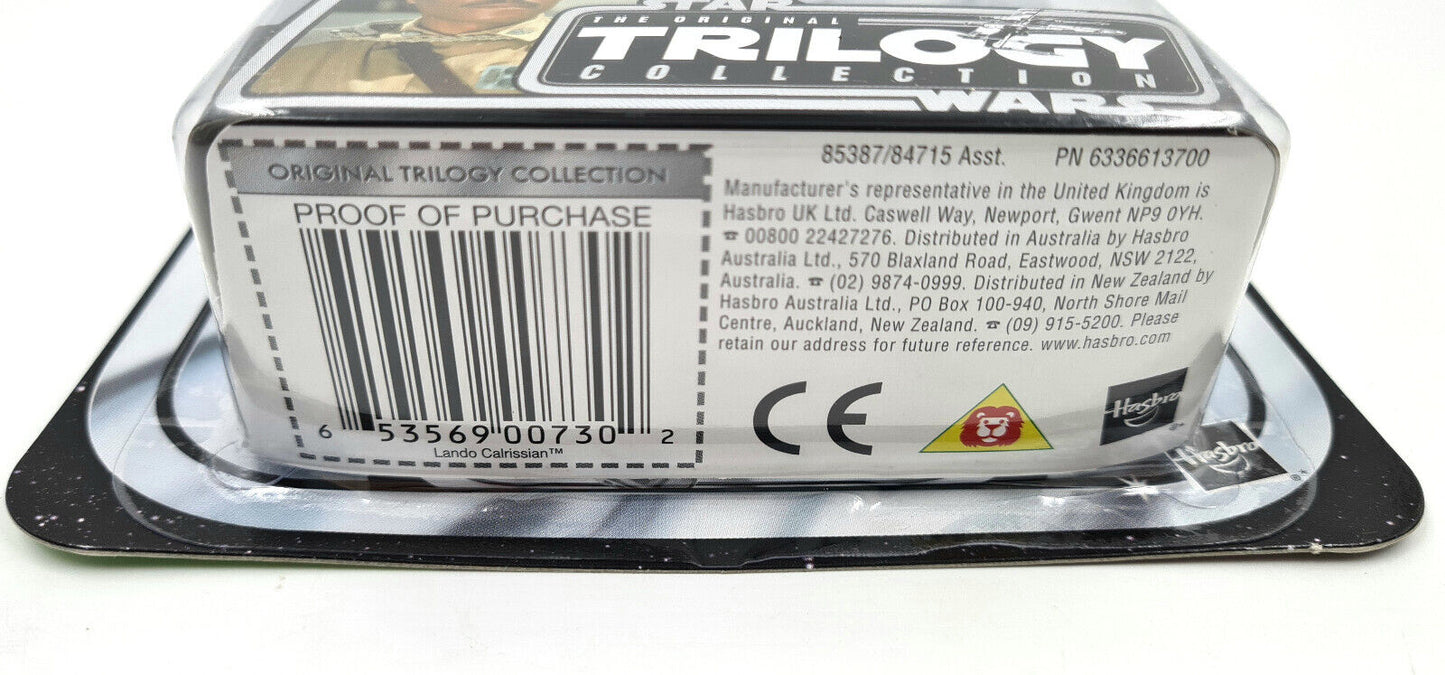 STAR
THE ORIGINAL
TRILOGY
COLLECTION
WARS
ORIGINAL TRILOGY COLLECTION
PROOF OF PURCHASE
6 53569 00730 2
Lando Calrissian™
85387/84715 Asst. PN 6336613700
Manufacturer's representative in the United Kingdom is
Hasbro UK Ltd. Caswell Way, Newport, Gwent NP9 0YH.
☎ 00800 22427276. Distributed in Australia by Hasbro
Australia Ltd., 570 Blaxland Road, Eastwood, NSW 2122,
Australia. ☎ (02) 9874-0999. Distributed in New Zealand by
Hasbro Australia Ltd., PO Box 100-940, North Shore Mail
Centre, Auckland, New Zealand. ☎ (09) 915-5200. Please
retain our address for future reference. www.hasbro.com
CE
Hasbro
Hasbro